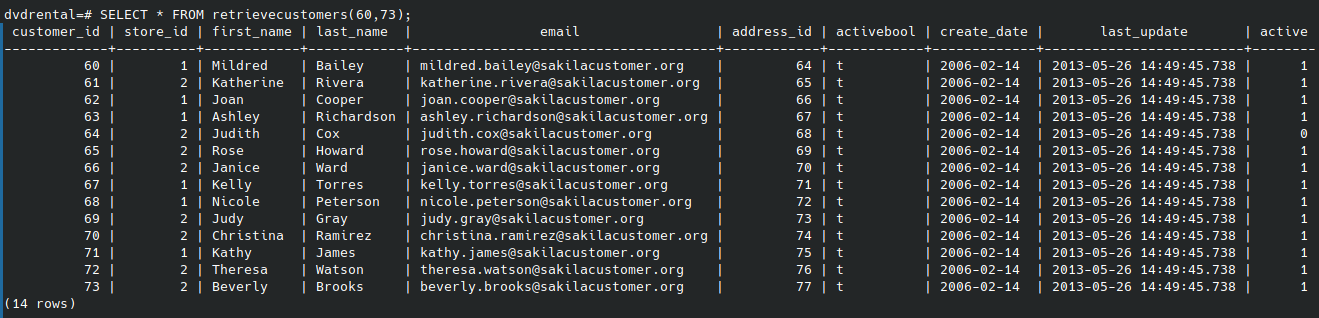 dvdrental=# SELECT * FROM retrievecustomers(60,73);
 customer_id | store_id | first_name | last_name  |                email                | address_id | activebool | create_date |       last_update       | active
-------------+----------+------------+------------+-------------------------------------+------------+------------+-------------+-------------------------+--------
          60 |        1 | Mildred    | Bailey     | mildred.bailey@sakilacustomer.org   |         64 | t          | 2006-02-14  | 2013-05-26 14:49:45.738 |      1
          61 |        2 | Katherine  | Rivera     | katherine.rivera@sakilacustomer.org |         65 | t          | 2006-02-14  | 2013-05-26 14:49:45.738 |      1
          62 |        1 | Joan       | Cooper     | joan.cooper@sakilacustomer.org      |         66 | t          | 2006-02-14  | 2013-05-26 14:49:45.738 |      1
          63 |        1 | Ashley     | Richardson | ashley.richardson@sakilacustomer.org |         67 | t          | 2006-02-14  | 2013-05-26 14:49:45.738 |      1
          64 |        2 | Judith     | Cox        | judith.cox@sakilacustomer.org       |         68 | t          | 2006-02-14  | 2013-05-26 14:49:45.738 |      0
          65 |        2 | Rose       | Howard     | rose.howard@sakilacustomer.org      |         69 | t          | 2006-02-14  | 2013-05-26 14:49:45.738 |      1
          66 |        2 | Janice     | Ward       | janice.ward@sakilacustomer.org      |         70 | t          | 2006-02-14  | 2013-05-26 14:49:45.738 |      1
          67 |        1 | Kelly      | Torres     | kelly.torres@sakilacustomer.org     |         71 | t          | 2006-02-14  | 2013-05-26 14:49:45.738 |      1
          68 |        1 | Nicole     | Peterson   | nicole.peterson@sakilacustomer.org  |         72 | t          | 2006-02-14  | 2013-05-26 14:49:45.738 |      1
          69 |        2 | Judy       | Gray       | judy.gray@sakilacustomer.org        |         73 | t          | 2006-02-14  | 2013-05-26 14:49:45.738 |      1
          70 |        2 | Christina  | Ramirez    | christina.ramirez@sakilacustomer.org |         74 | t          | 2006-02-14  | 2013-05-26 14:49:45.738 |      1
          71 |        1 | Kathy      | James      | kathy.james@sakilacustomer.org      |         75 | t          | 2006-02-14  | 2013-05-26 14:49:45.738 |      1
          72 |        2 | Theresa    | Watson     | theresa.watson@sakilacustomer.org   |         76 | t          | 2006-02-14  | 2013-05-26 14:49:45.738 |      1
          73 |        2 | Beverly    | Brooks     | beverly.brooks@sakilacustomer.org   |         77 | t          | 2006-02-14  | 2013-05-26 14:49:45.738 |      1
(14 rows)